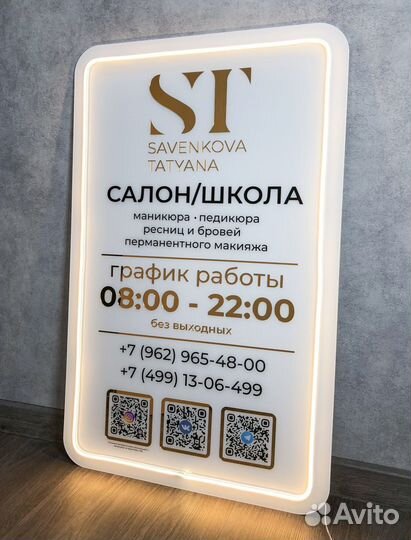 ST
SAVENKOVA
TATYANA
САЛОН/ШКОЛА
маникюра • педикюра
ресниц и бровей
перманентного макияжа
график работы
08:00 - 22:00
без выходных
+7 (962) 965-48-00
+7 (499) 13-06-499
Avito